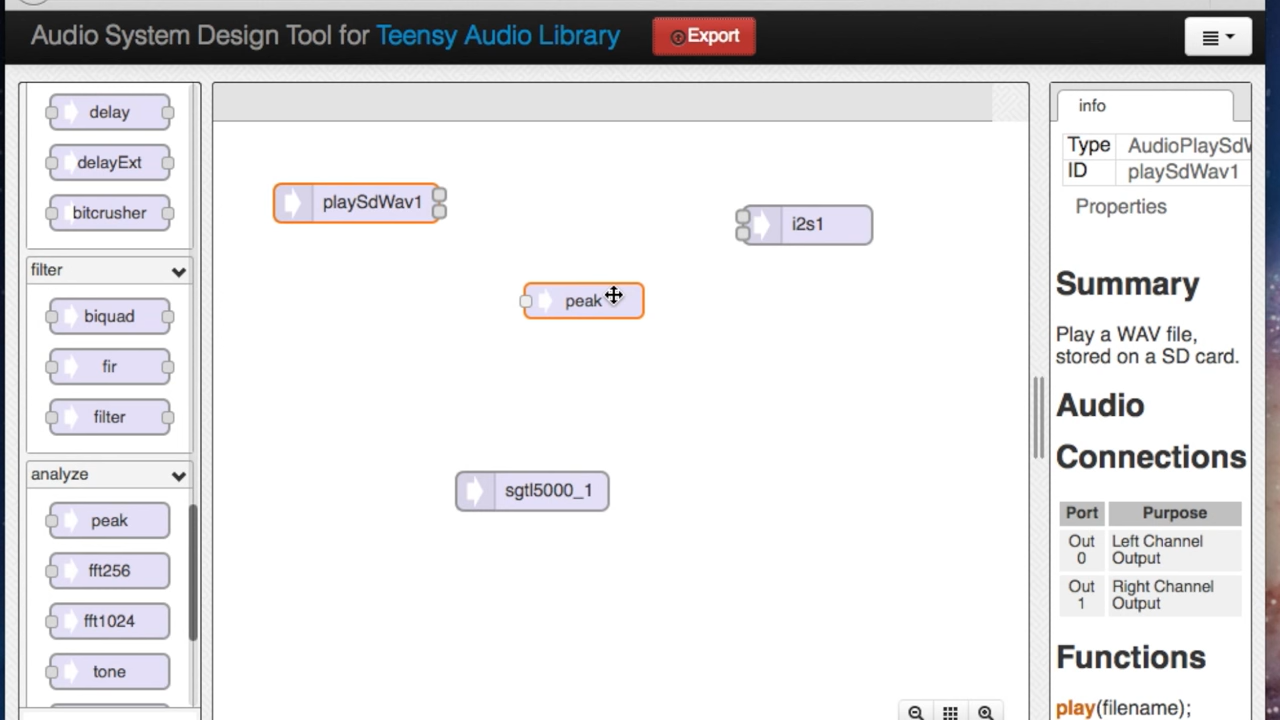 Audio System Design Tool for Teensy Audio Library
Export
delay
delayExt
bitcrusher
filter
biquad
fir
filter
analyze
peak
fft256
fft1024
tone
playSdWav1
i2s1
peak
sgtl5000_1
info
Type AudioPlaySdW
ID playSdWav1
Properties
Summary
Play a WAV file,
stored on a SD card.
Audio
Connections
Port Purpose
Out 0 Left Channel Output
Out 1 Right Channel Output
Functions
play(filename);